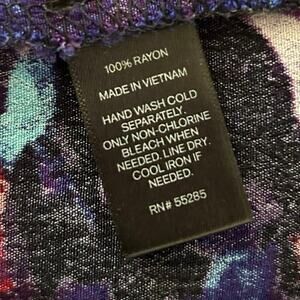 100% RAYON
MADE IN VIETNAM
HAND WASH COLD
SEPARATELY.
ONLY NON-CHLORINE
BLEACH WHEN
NEEDED. LINE DRY.
COOL IRON IF
NEEDED.
RN# 55285